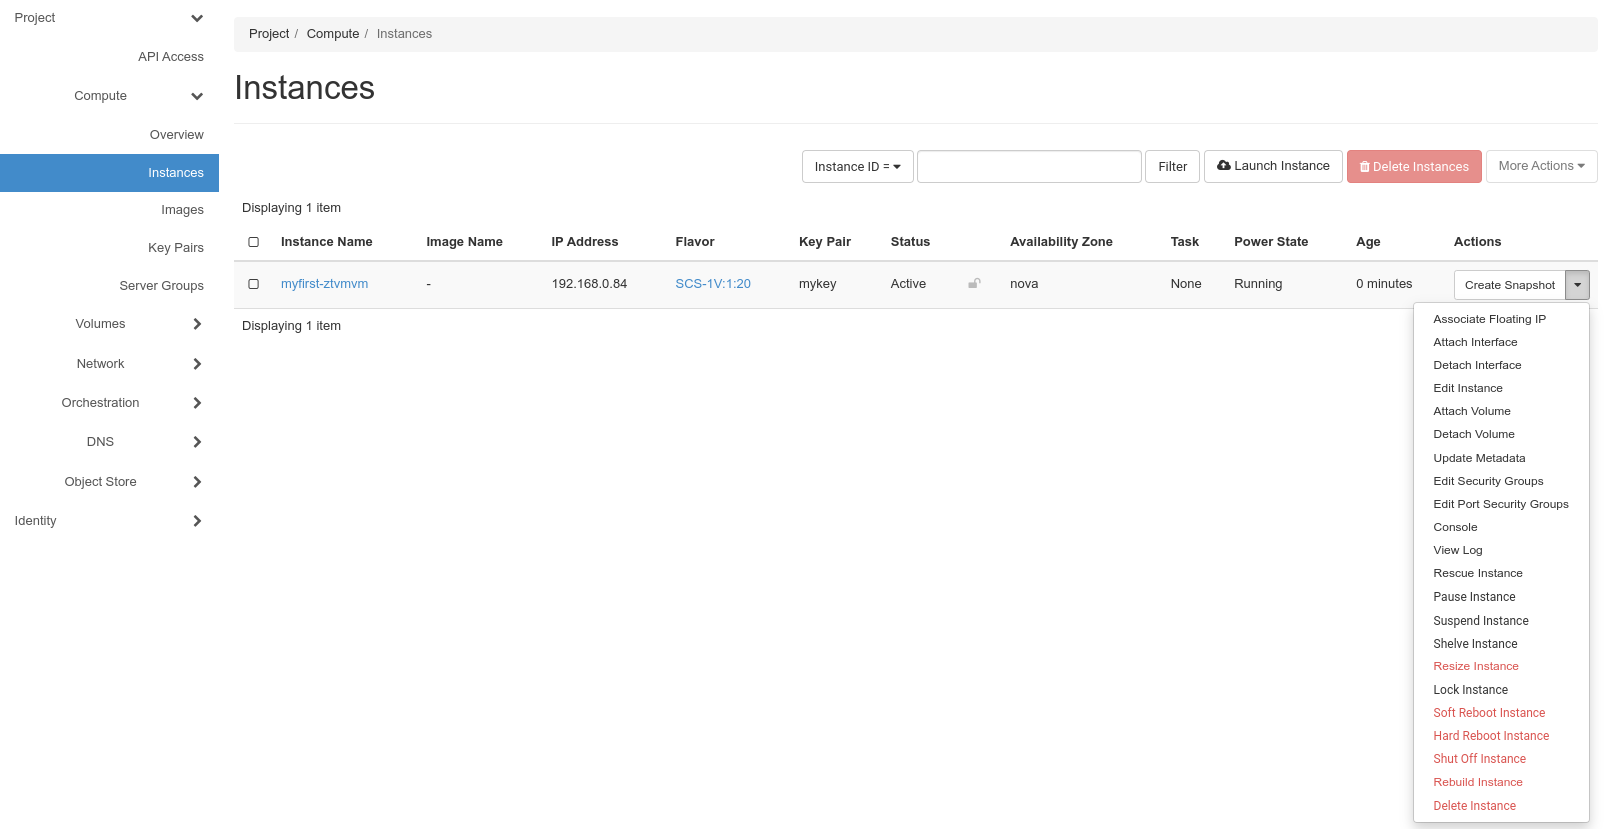 Project
API Access
Compute
Overview
Instances
Images
Key Pairs
Server Groups
Volumes
Network
Orchestration
DNS
Object Store
Identity
Project / Compute / Instances
Instances
Instance ID = Filter Launch Instance Delete Instances More Actions
Displaying 1 item
Instance Name Image Name IP Address Flavor Key Pair Status Availability Zone Task Power State Age Actions
myfirst-ztvmvm - 192.168.0.84 SCS-1V:1:20 mykey Active nova None Running 0 minutes Create Snapshot
Displaying 1 item
Associate Floating IP
Attach Interface
Detach Interface
Edit Instance
Attach Volume
Detach Volume
Update Metadata
Edit Security Groups
Edit Port Security Groups
Console
View Log
Rescue Instance
Pause Instance
Suspend Instance
Shelve Instance
Resize Instance
Lock Instance
Soft Reboot Instance
Hard Reboot Instance
Shut Off Instance
Rebuild Instance
Delete Instance